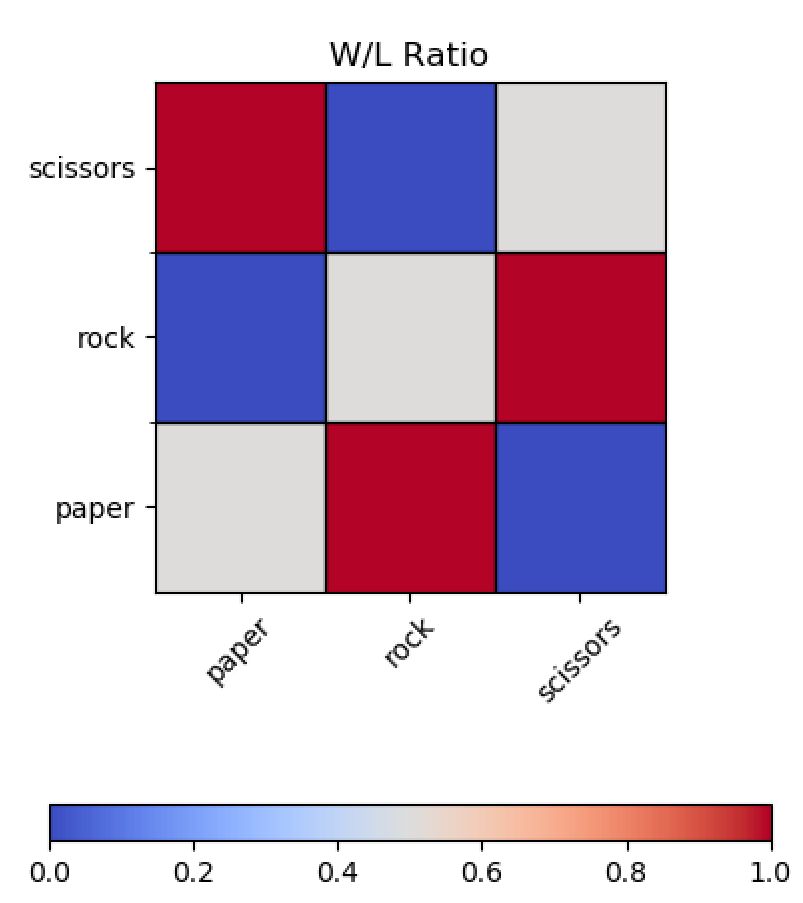 W/L Ratio
scissors
rock
paper
paper
rock
scissors
0.0
0.2
0.4
0.6
0.8
1.0